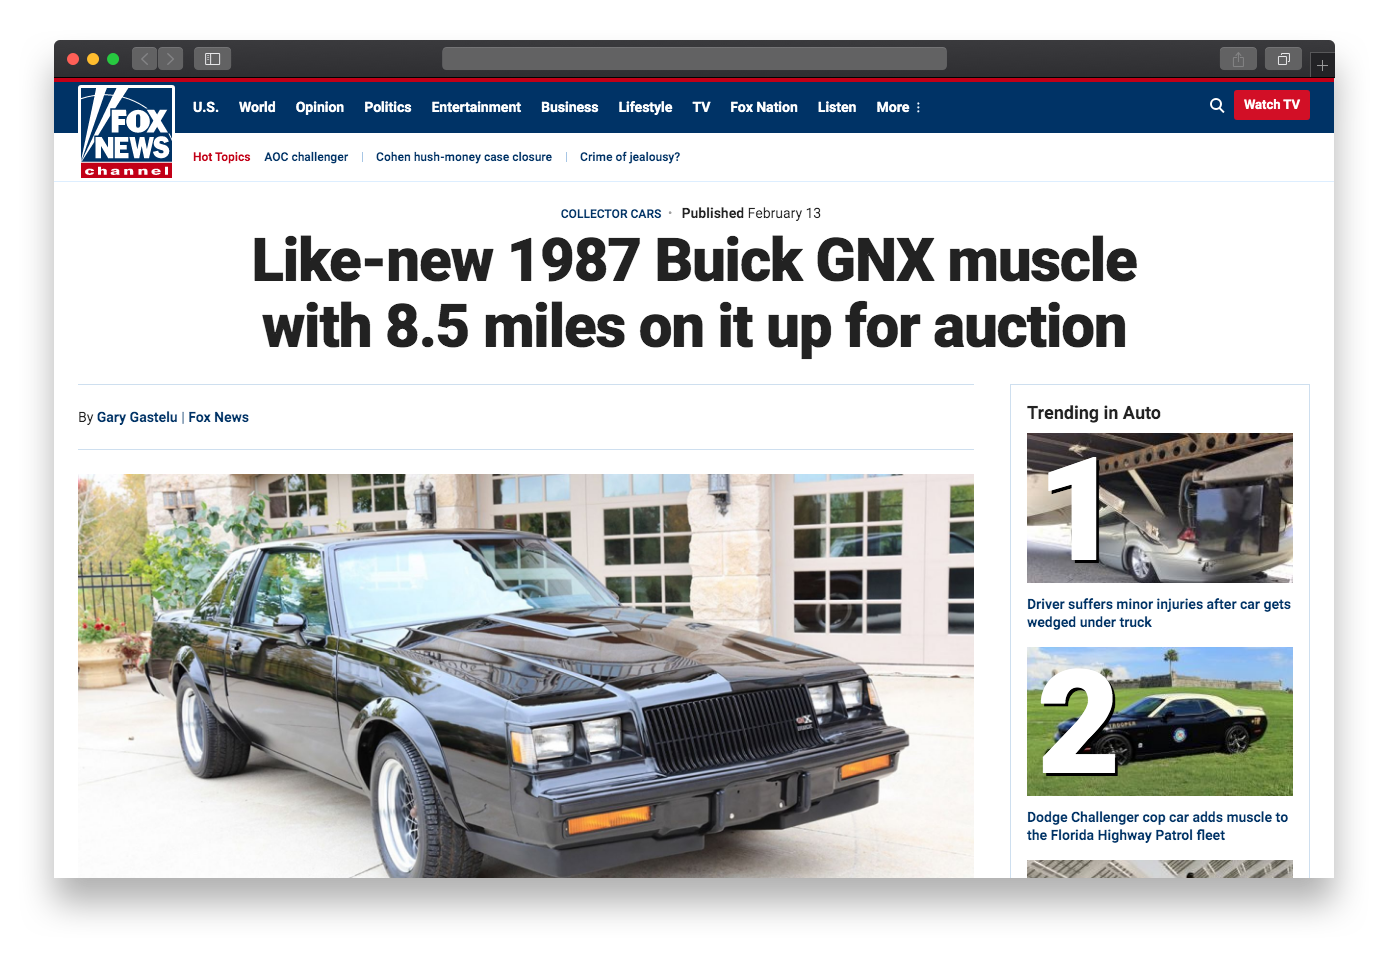 U.S. World Opinion Politics Entertainment Business Lifestyle TV Fox Nation Listen More Watch TV
FOX
NEWS
channel
Hot Topics AOC challenger Cohen hush-money case closure Crime of jealousy?
COLLECTOR CARS · Published February 13
Like-new 1987 Buick GNX muscle
with 8.5 miles on it up for auction
By Gary Gastelu | Fox News
Trending in Auto
1
Driver suffers minor injuries after car gets
wedged under truck
TROOPER
2
Dodge Challenger cop car adds muscle to
the Florida Highway Patrol fleet